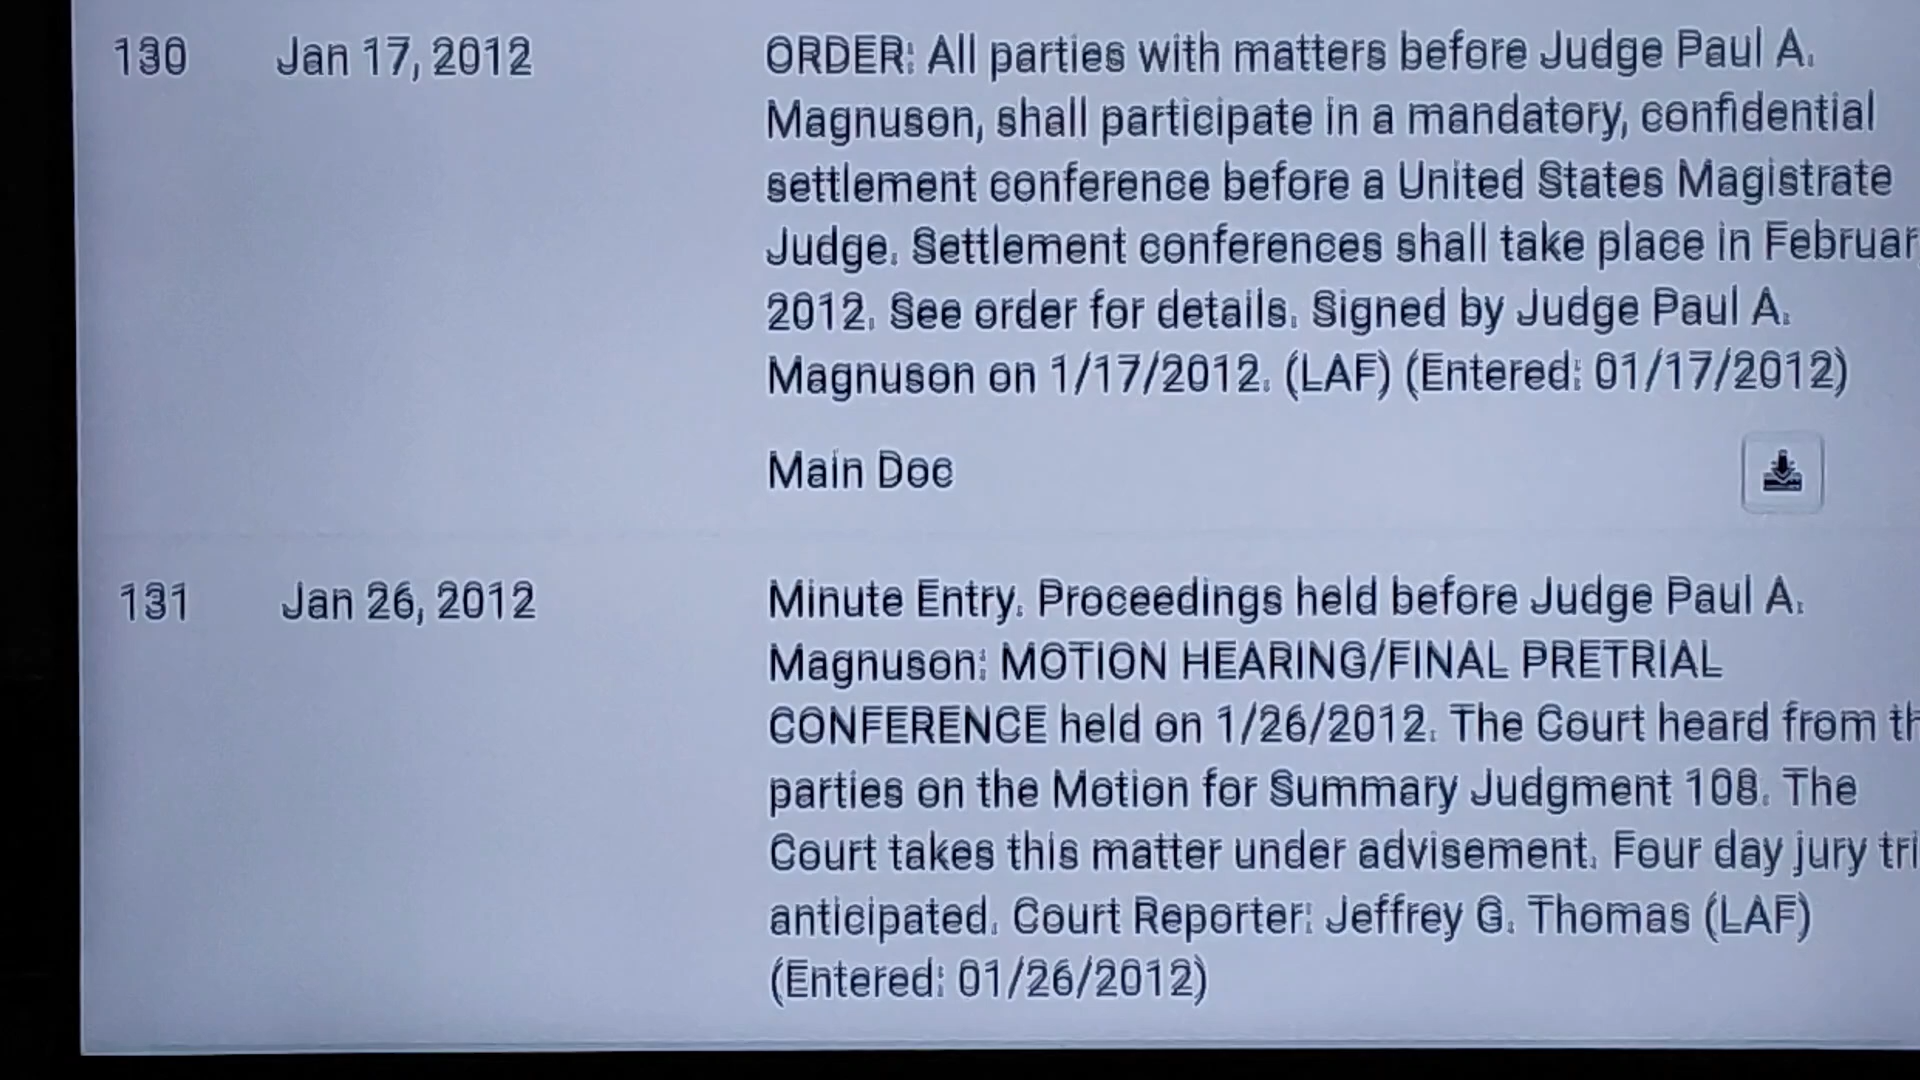 130 Jan 17, 2012 ORDER: All parties with matters before Judge Paul A.
Magnuson, shall participate in a mandatory, confidential
settlement conference before a United States Magistrate
Judge. Settlement conferences shall take place in Februar
2012. See order for details. Signed by Judge Paul A.
Magnuson on 1/17/2012. (LAF) (Entered: 01/17/2012)
Main Doc
131 Jan 26, 2012 Minute Entry. Proceedings held before Judge Paul A.
Magnuson: MOTION HEARING/FINAL PRETRIAL
CONFERENCE held on 1/26/2012. The Court heard from th
parties on the Motion for Summary Judgment 108. The
Court takes this matter under advisement. Four day jury tri
anticipated. Court Reporter: Jeffrey G. Thomas (LAF)
(Entered: 01/26/2012)